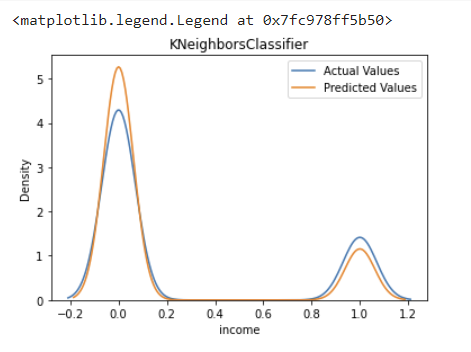 <matplotlib.legend.Legend at 0x7fc978ff5b50>
KNeighborsClassifier
Actual Values
Predicted Values
Density
5
4
3
2
1
0
−0.2 0.0 0.2 0.4 0.6 0.8 1.0 1.2
income